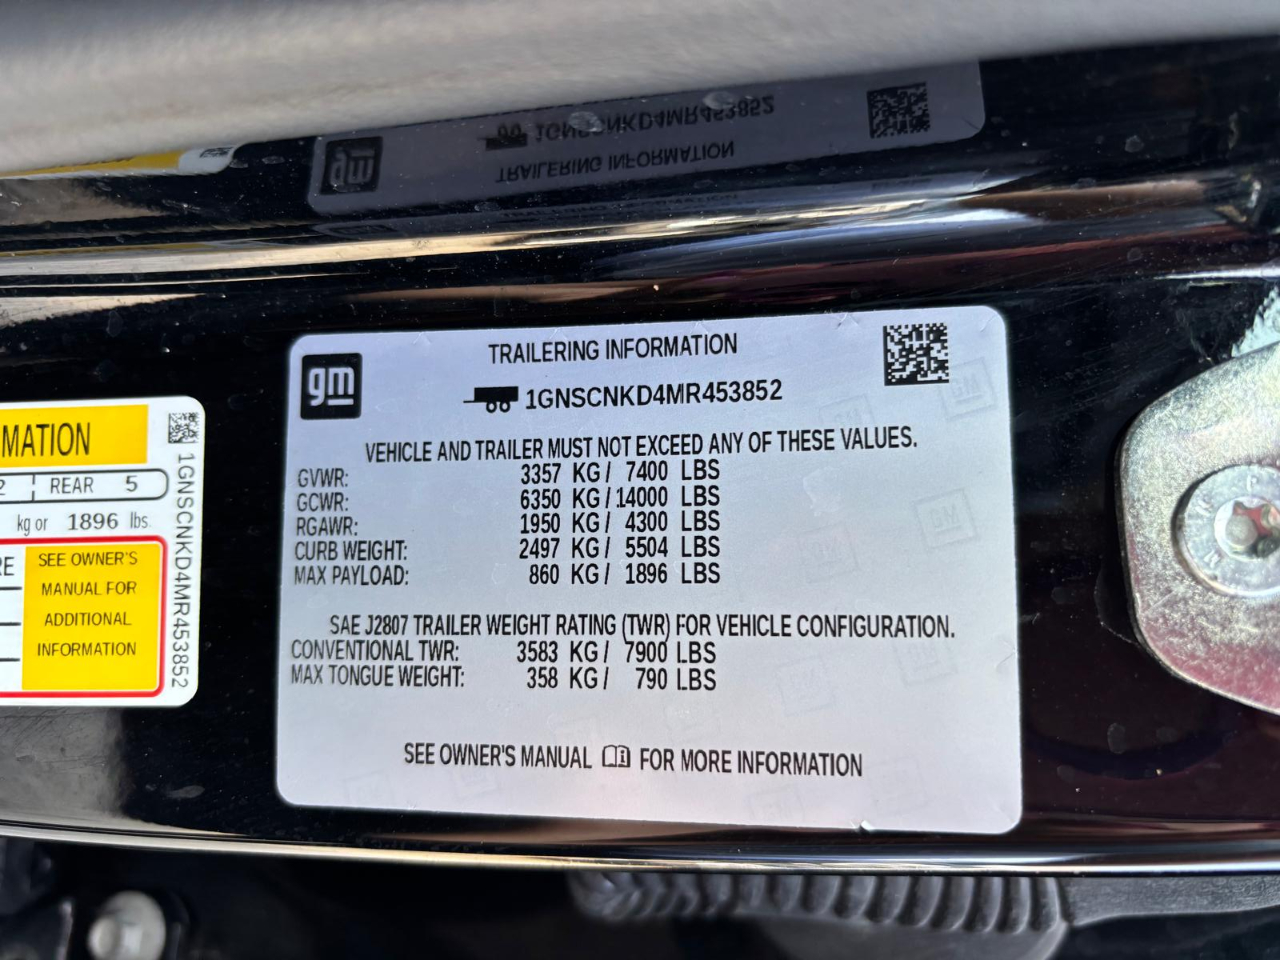 gm
TRAILERING INFORMATION
1GNSCNKD4MR453852
VEHICLE AND TRAILER MUST NOT EXCEED ANY OF THESE VALUES.
GVWR: 3357 KG/ 7400 LBS
GCWR: 6350 KG/ 14000 LBS
RGAWR: 1950 KG/ 4300 LBS
CURB WEIGHT: 2497 KG/ 5504 LBS
MAX PAYLOAD: 860 KG/ 1896 LBS
SAE J2807 TRAILER WEIGHT RATING (TWR) FOR VEHICLE CONFIGURATION.
CONVENTIONAL TWR: 3583 KG/ 7900 LBS
MAX TONGUE WEIGHT: 358 KG/ 790 LBS
SEE OWNER'S MANUAL FOR MORE INFORMATION
MATION
2 REAR 5
kg or 1896 lbs.
RE
SEE OWNER'S
MANUAL FOR
ADDITIONAL
INFORMATION
1GNSCNKD4MR453852
gm
1GNSCNKD4MR453852
TRAILERING INFORMATION